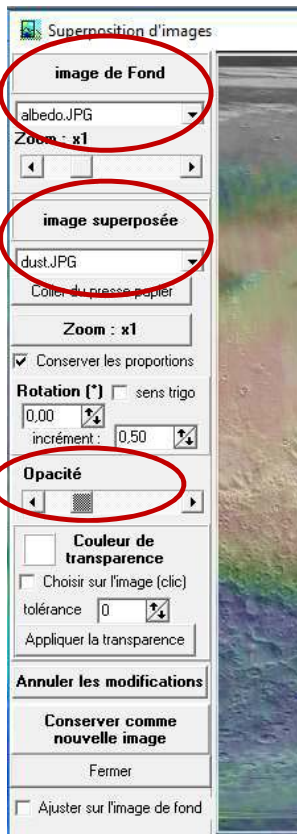 Superposition d'images
image de Fond
albedo.JPG
Zoom : x1
image superposée
dust.JPG
Coller du presse papier
Zoom : x1
Conserver les proportions
Rotation (*) sens trigo
0,00
incrément : 0,50
Opacité
Couleur de
transparence
Choisir sur l'image (clic)
tolérance 0
Appliquer la transparence
Annuler les modifications
Conserver comme
nouvelle image
Fermer
Ajuster sur l'image de fond